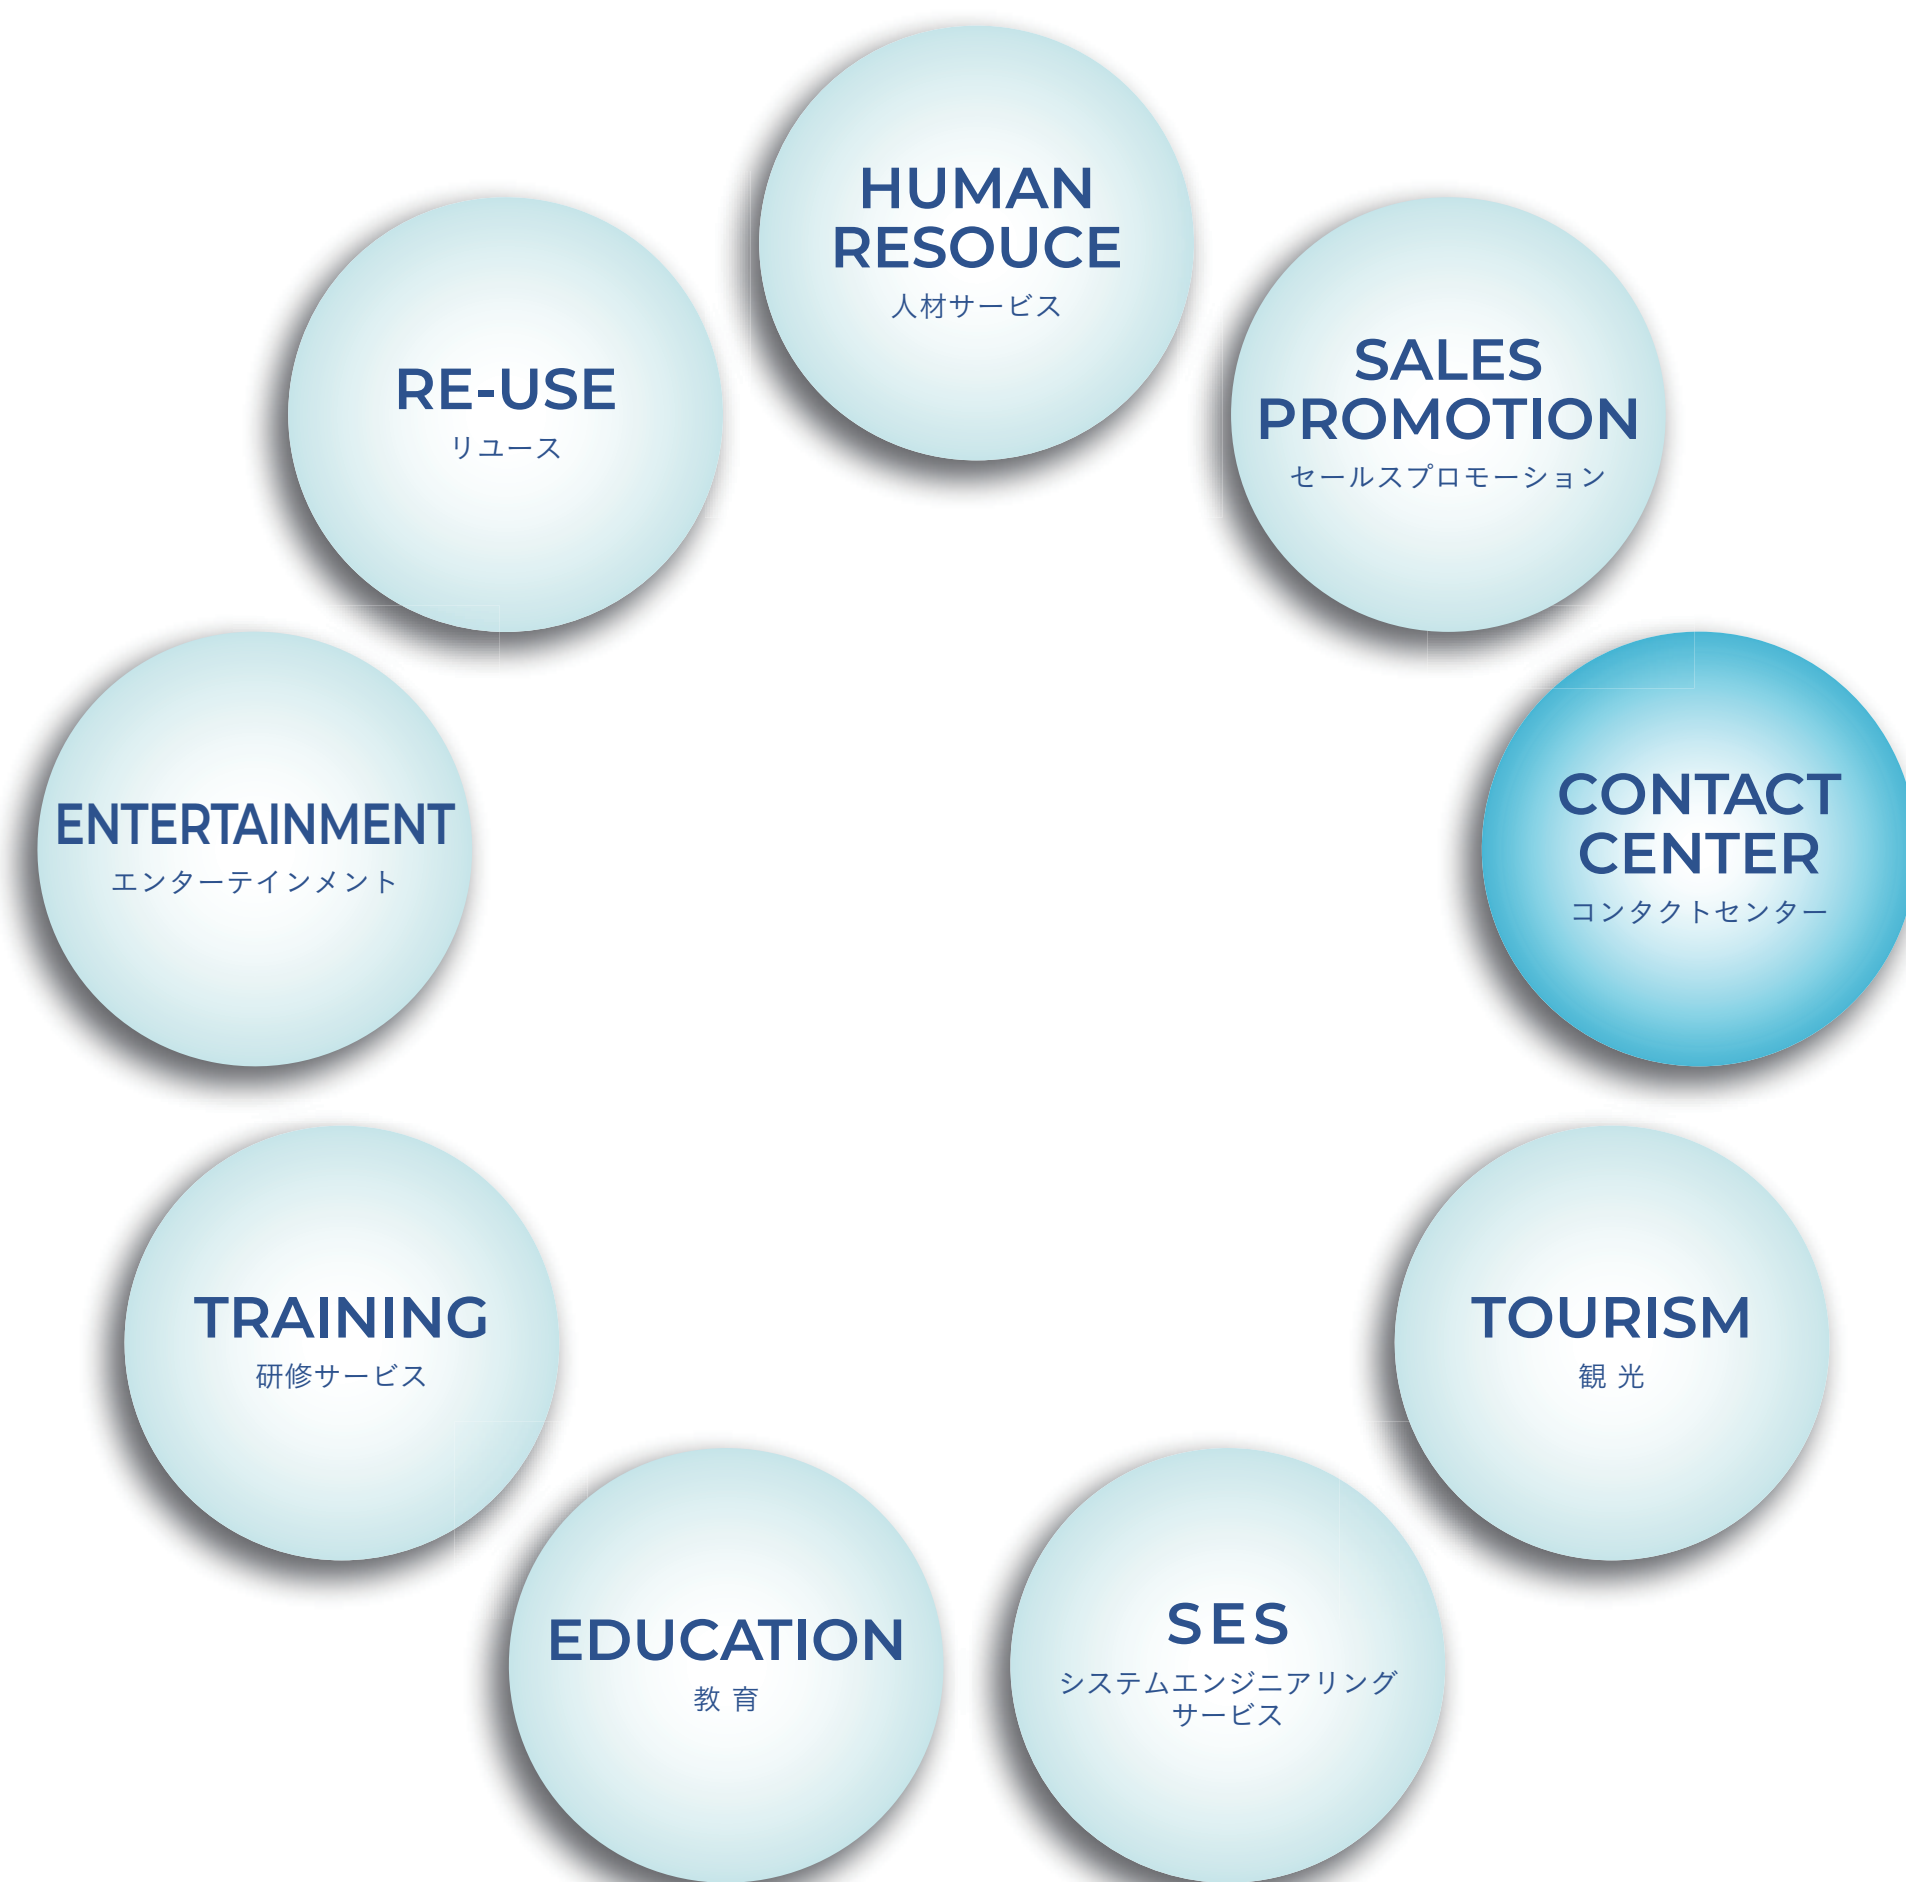 HUMAN
RESOUCE
人材サービス
SALES
PROMOTION
セールスプロモーション
CONTACT
CENTER
コンタクトセンター
TOURISM
観 光
SES
システムエンジニアリング
サービス
EDUCATION
教 育
TRAINING
研修サービス
ENTERTAINMENT
エンターテインメント
RE-USE
リユース